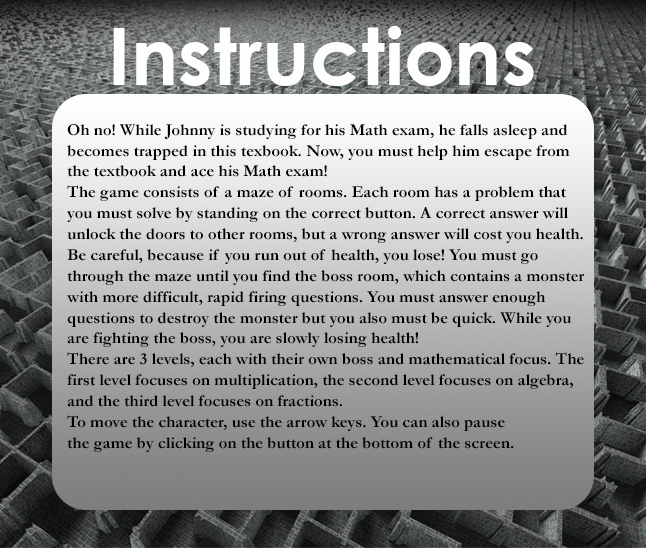 Instructions
Oh no! While Johnny is studying for his Math exam, he falls asleep and
becomes trapped in this texbook. Now, you must help him escape from
the textbook and ace his Math exam!
The game consists of a maze of rooms. Each room has a problem that
you must solve by standing on the correct button. A correct answer will
unlock the doors to other rooms, but a wrong answer will cost you health.
Be careful, because if you run out of health, you lose! You must go
through the maze until you find the boss room, which contains a monster
with more difficult, rapid firing questions. You must answer enough
questions to destroy the monster but you also must be quick. While you
are fighting the boss, you are slowly losing health!
There are 3 levels, each with their own boss and mathematical focus. The
first level focuses on multiplication, the second level focuses on algebra,
and the third level focuses on fractions.
To move the character, use the arrow keys. You can also pause
the game by clicking on the button at the bottom of the screen.